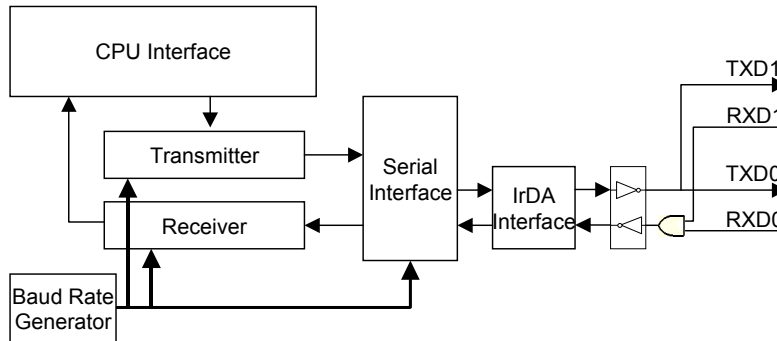 CPU Interface
TXD1
RXD1
Transmitter
Serial
Interface
IrDA
Interface
TXD0
RXD0
Receiver
Baud Rate
Generator